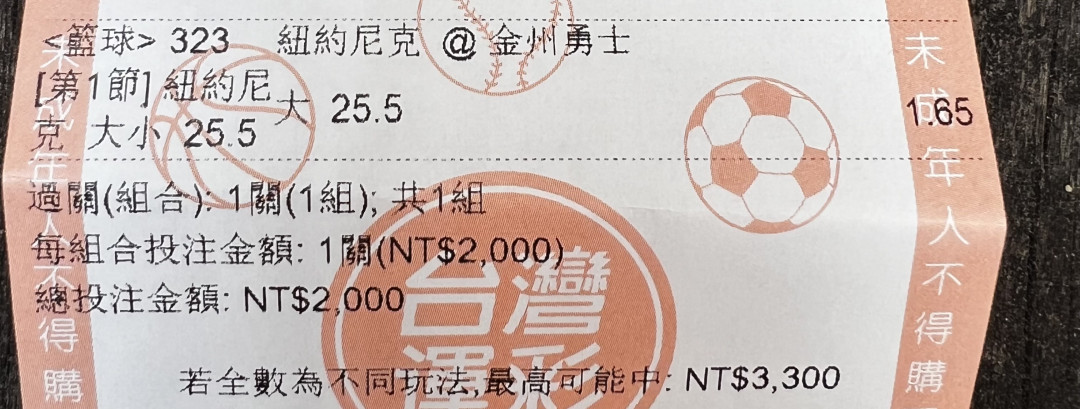 <籃球> 323 紐約尼克 @ 金州勇士
[第1節] 紐約尼克 大小 25.5 大 25.5 1.65
過關(組合): 1關(1組); 共1組
每組合投注金額: 1關(NT$2,000)
總投注金額: NT$2,000
若全數為不同玩法,最高可能中: NT$3,300
台灣
運彩
未成年人不得購
未成年人不得購